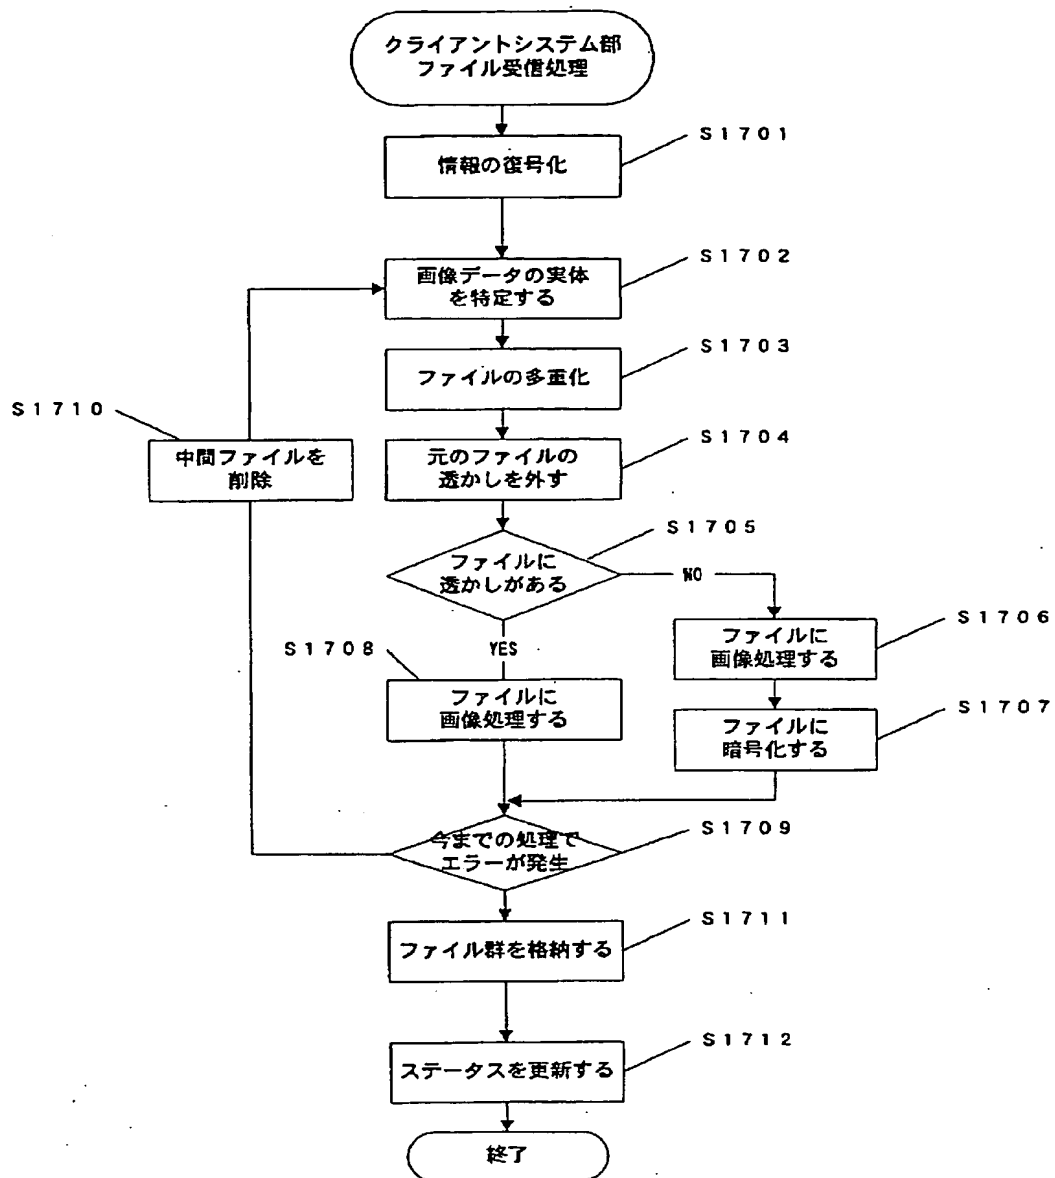 クライアントシステム部
ファイル受信処理
S1701
情報の復号化
S1702
画像データの実体
を特定する
S1703
ファイルの多重化
S1710
中間ファイルを
削除
S1704
元のファイルの
透かしを外す
S1705
ファイルに
透かしがある
NO
YES
S1706
ファイルに
画像処理する
S1708
ファイルに
画像処理する
S1707
ファイルに
暗号化する
S1709
今までの処理で
エラーが発生
S1711
ファイル群を格納する
S1712
ステータスを更新する
終了